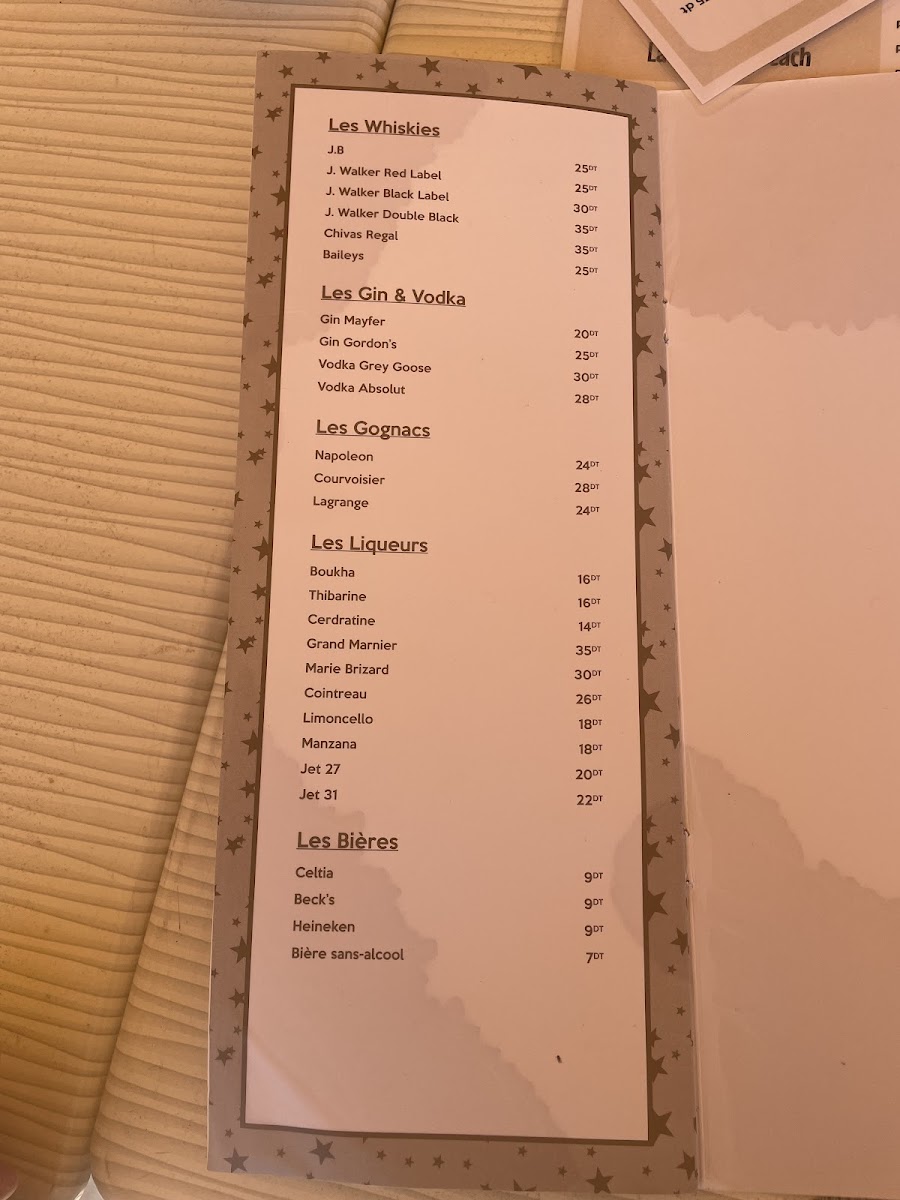 Les Whiskies
J.B 25DT
J. Walker Red Label 25DT
J. Walker Black Label 30DT
J. Walker Double Black 35DT
Chivas Regal 35DT
Baileys 25DT
Les Gin & Vodka
Gin Mayfer 20DT
Gin Gordon's 25DT
Vodka Grey Goose 30DT
Vodka Absolut 28DT
Les Gognacs
Napoleon 24DT
Courvoisier 28DT
Lagrange 24DT
Les Liqueurs
Boukha 16DT
Thibarine 16DT
Cerdratine 14DT
Grand Marnier 35DT
Marie Brizard 30DT
Cointreau 26DT
Limoncello 18DT
Manzana 18DT
Jet 27 20DT
Jet 31 22DT
Les Bières
Celtia 9DT
Beck's 9DT
Heineken 9DT
Bière sans-alcool 7DT